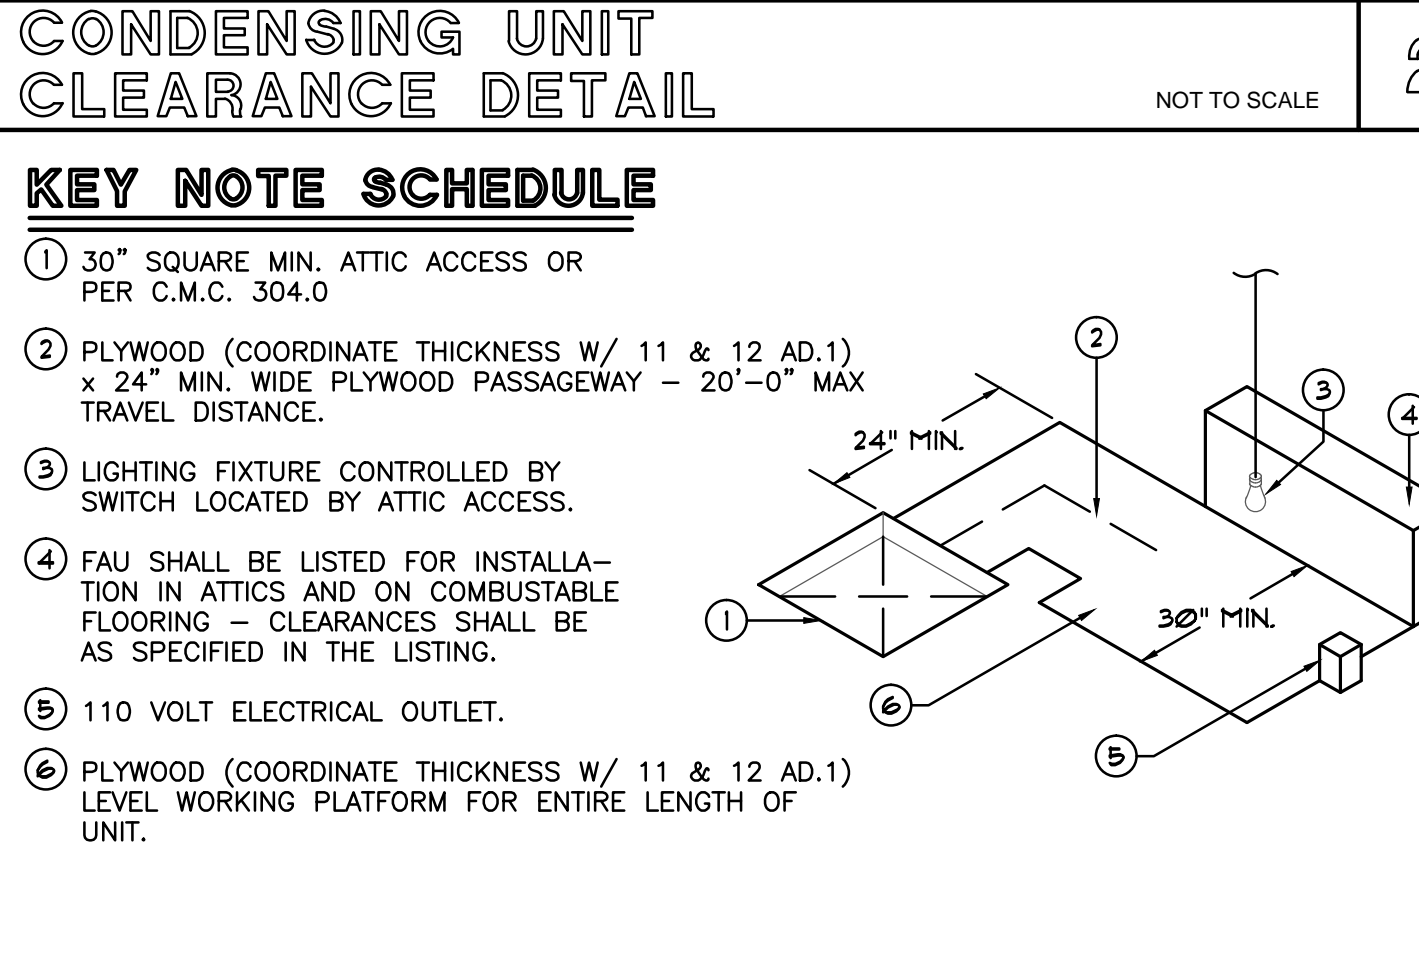 CONDENSING UNIT
CLEARANCE DETAIL
NOT TO SCALE
2
KEY NOTE SCHEDULE
1 30" SQUARE MIN. ATTIC ACCESS OR
PER C.M.C. 304.0
2 PLYWOOD (COORDINATE THICKNESS W/ 11 & 12 AD.1)
x 24" MIN. WIDE PLYWOOD PASSAGEWAY – 20'–0" MAX
TRAVEL DISTANCE.
3 LIGHTING FIXTURE CONTROLLED BY
SWITCH LOCATED BY ATTIC ACCESS.
4 FAU SHALL BE LISTED FOR INSTALLA–
TION IN ATTICS AND ON COMBUSTABLE
FLOORING – CLEARANCES SHALL BE
AS SPECIFIED IN THE LISTING.
5 110 VOLT ELECTRICAL OUTLET.
6 PLYWOOD (COORDINATE THICKNESS W/ 11 & 12 AD.1)
LEVEL WORKING PLATFORM FOR ENTIRE LENGTH OF
UNIT.
2
3
4
24" MIN.
1
30" MIN.
6
5